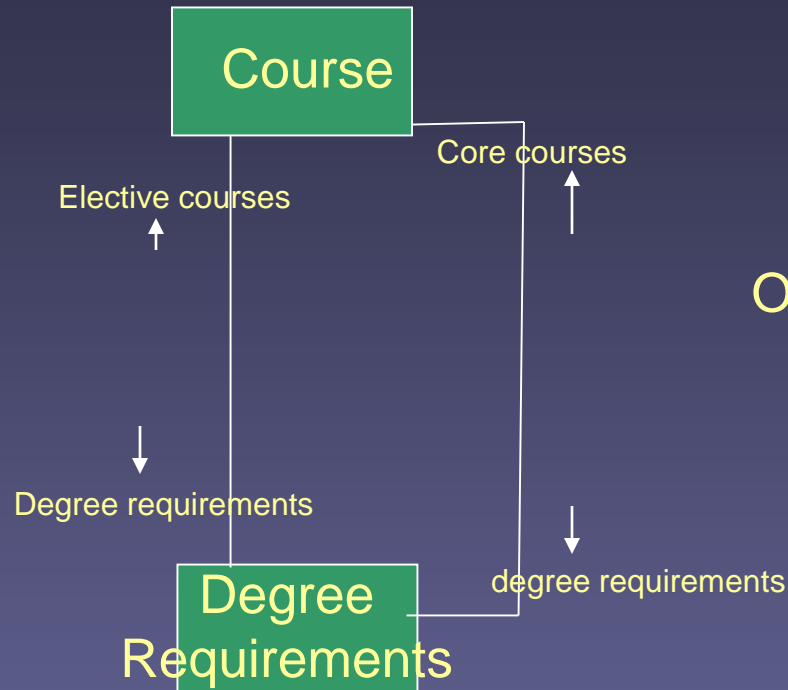 Course
Core courses
Elective courses
Degree requirements
degree requirements
Degree
Requirements